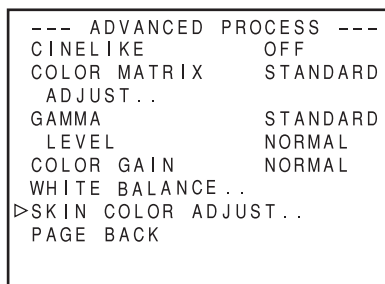 --- ADVANCED PROCESS ---
CINELIKE OFF
COLOR MATRIX STANDARD
ADJUST..
GAMMA STANDARD
LEVEL NORMAL
COLOR GAIN NORMAL
WHITE BALANCE..
▷SKIN COLOR ADJUST..
PAGE BACK